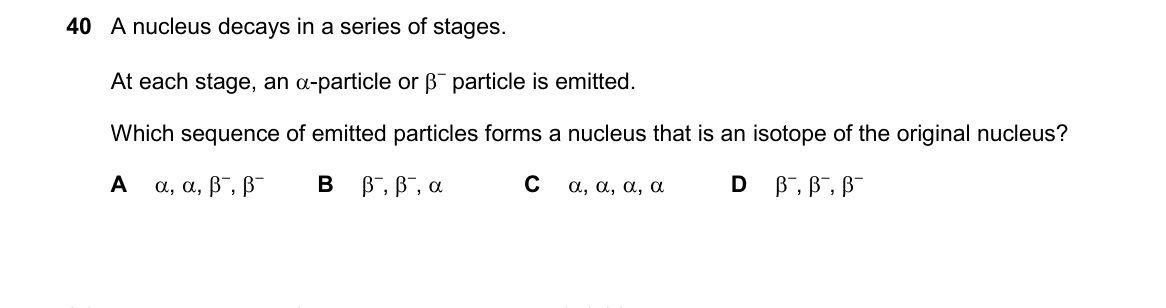 40 A nucleus decays in a series of stages.
At each stage, an α-particle or β⁻ particle is emitted.
Which sequence of emitted particles forms a nucleus that is an isotope of the original nucleus?
A α, α, β⁻, β⁻ B β⁻, β⁻, α C α, α, α, α D β⁻, β⁻, β⁻